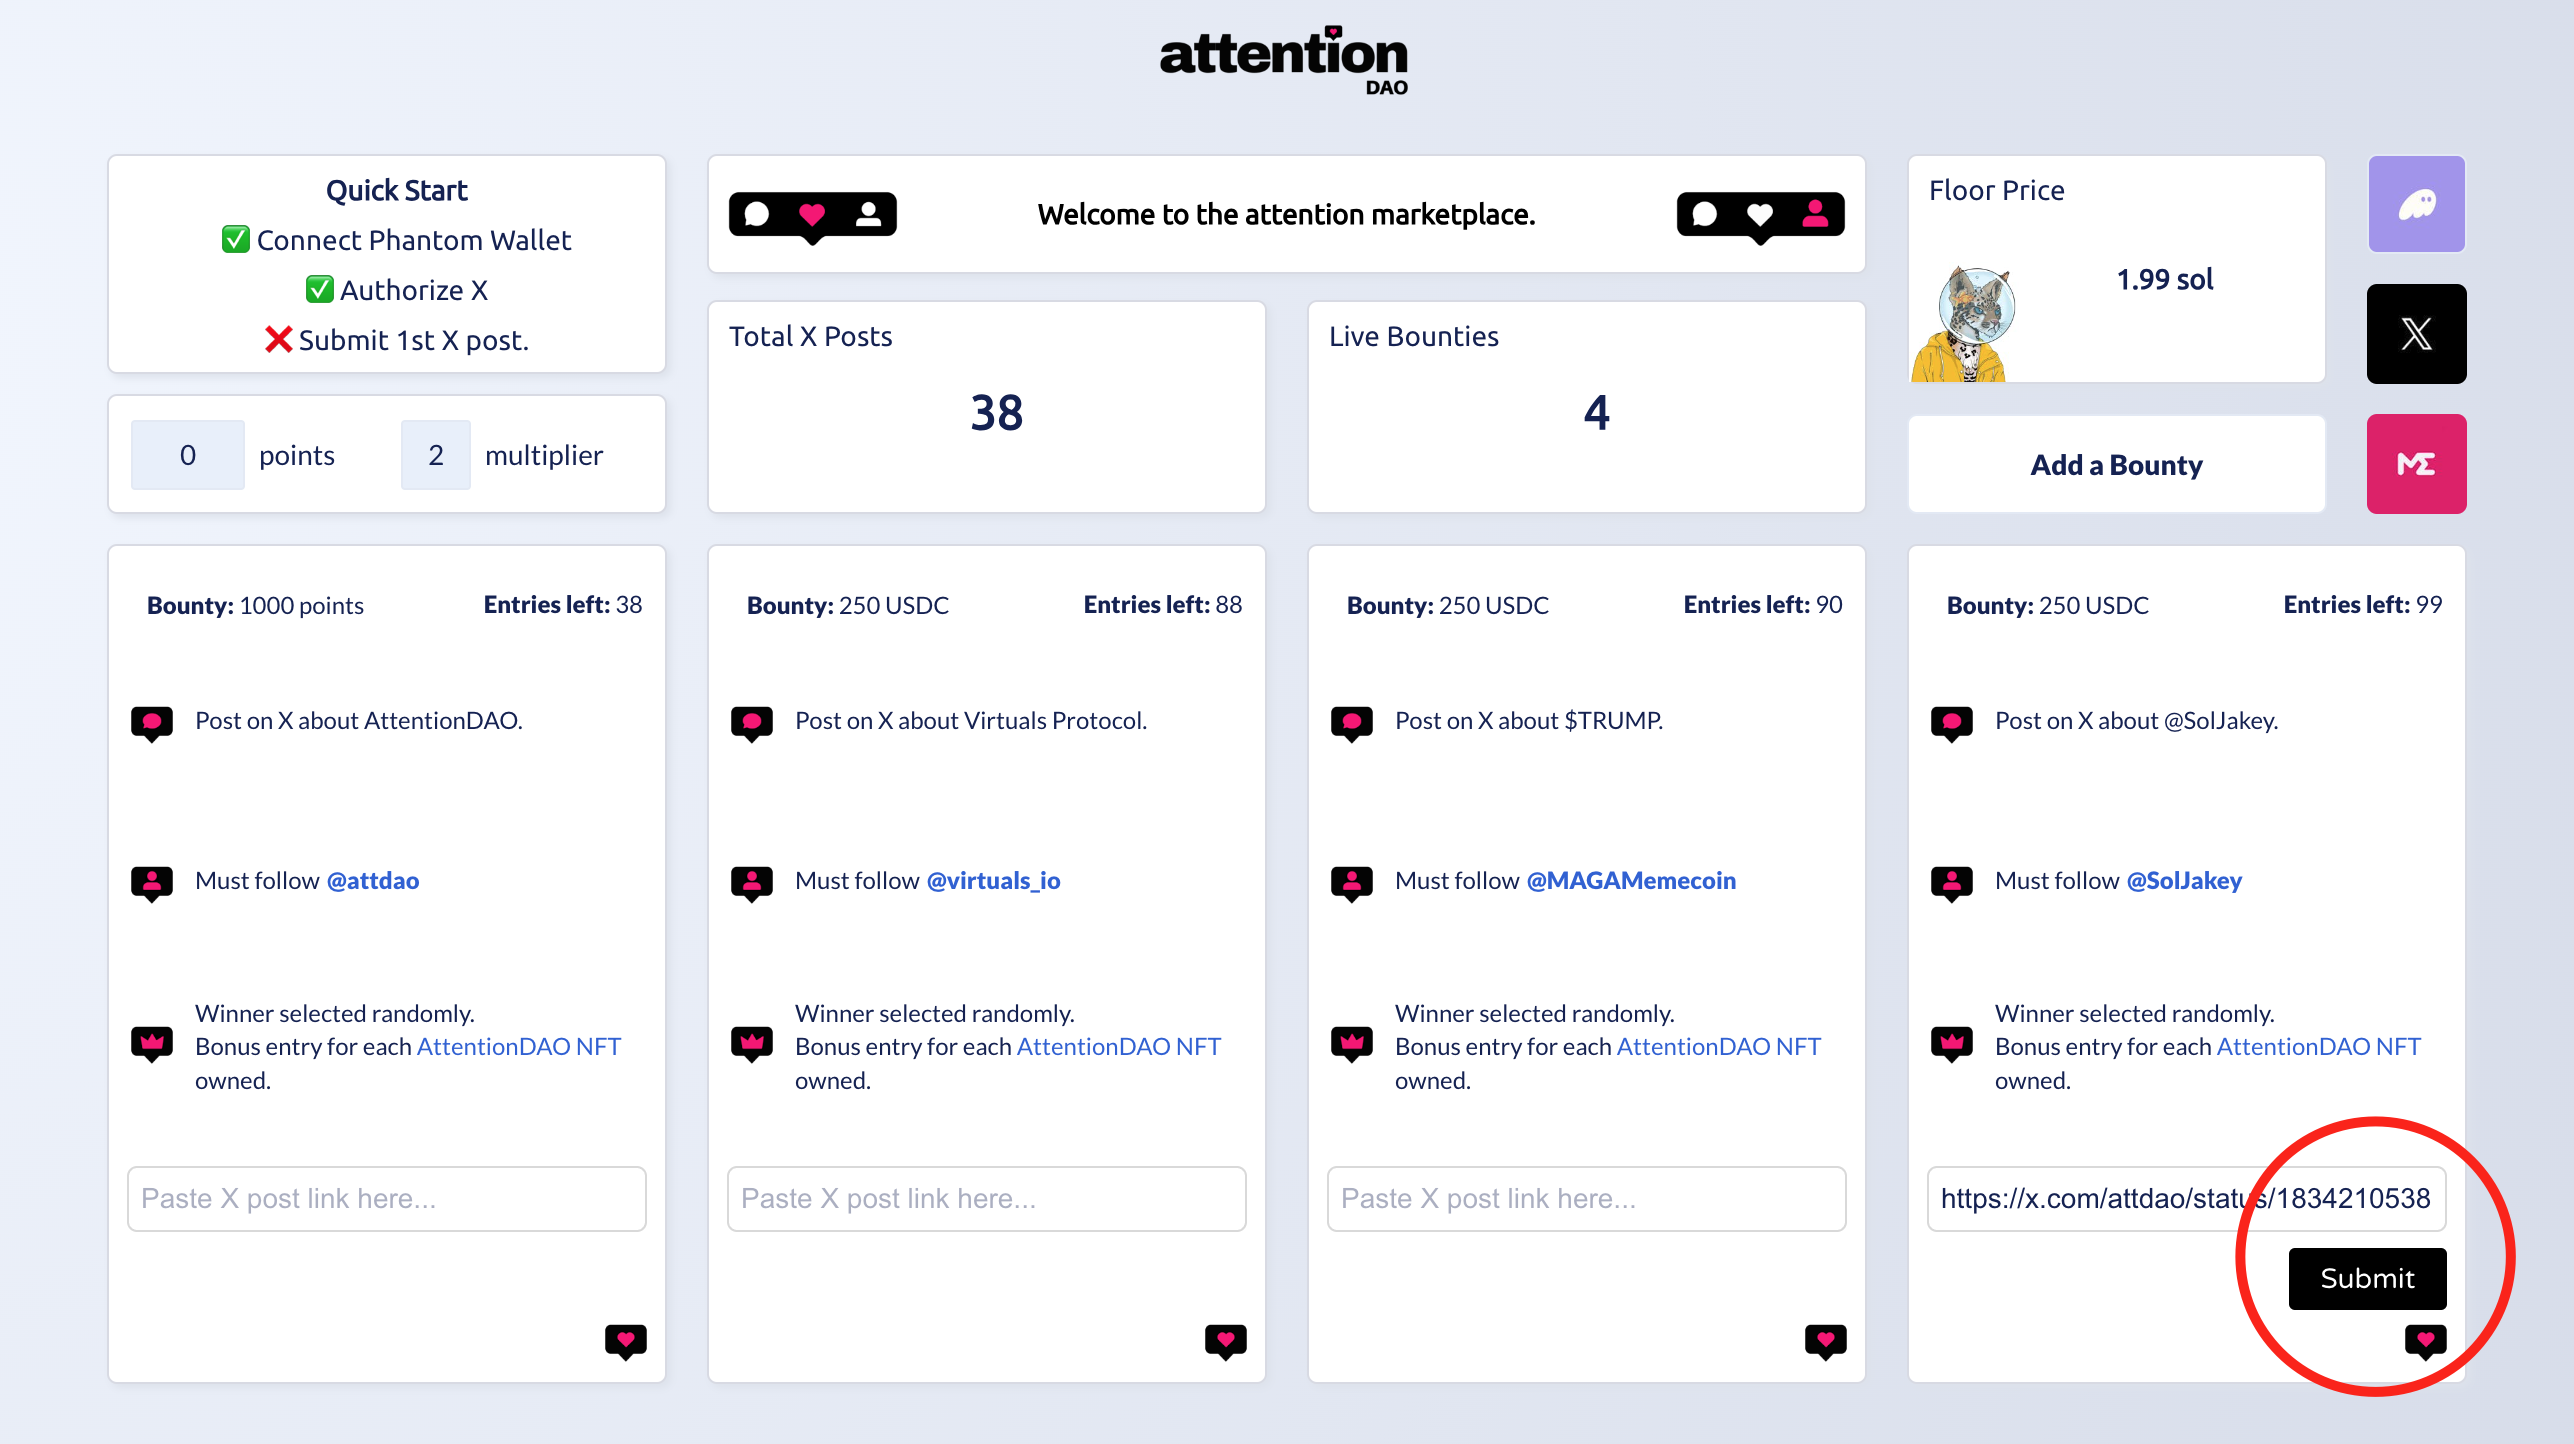 attention
DAO
Quick Start
✅ Connect Phantom Wallet
✅ Authorize X
❌ Submit 1st X post.
0 points 2 multiplier
Welcome to the attention marketplace.
Total X Posts
38
Live Bounties
4
Floor Price
1.99 sol
Add a Bounty
X
ME
Bounty: 1000 points Entries left: 38
Post on X about AttentionDAO.
Must follow @attdao
Winner selected randomly.
Bonus entry for each AttentionDAO NFT
owned.
Paste X post link here...
Bounty: 250 USDC Entries left: 88
Post on X about Virtuals Protocol.
Must follow @virtuals_io
Winner selected randomly.
Bonus entry for each AttentionDAO NFT
owned.
Paste X post link here...
Bounty: 250 USDC Entries left: 90
Post on X about $TRUMP.
Must follow @MAGAMemecoin
Winner selected randomly.
Bonus entry for each AttentionDAO NFT
owned.
Paste X post link here...
Bounty: 250 USDC Entries left: 99
Post on X about @SolJakey.
Must follow @SolJakey
Winner selected randomly.
Bonus entry for each AttentionDAO NFT
owned.
https://x.com/attdao/status/1834210538
Submit